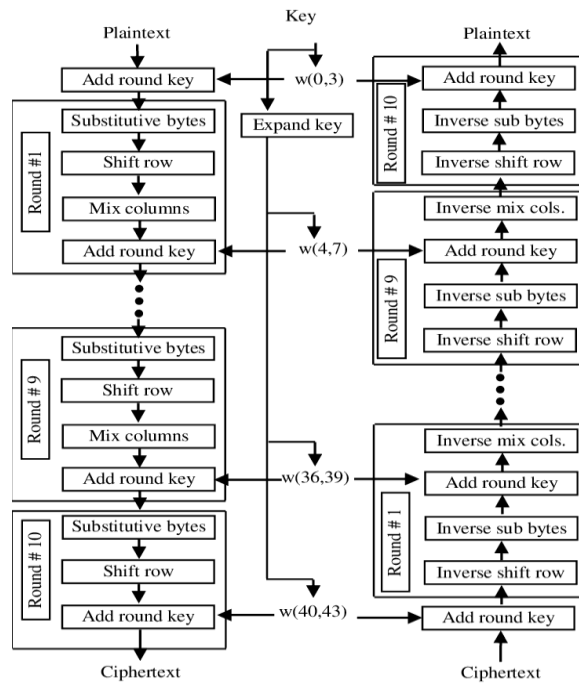 Plaintext
Add round key
Round #1
Substitutive bytes
Shift row
Mix columns
Add round key
Round # 9
Substitutive bytes
Shift row
Mix columns
Add round key
Round # 10
Substitutive bytes
Shift row
Add round key
Ciphertext
Key
w(0,3)
Expand key
w(4,7)
w(36,39)
w(40,43)
Plaintext
Add round key
Round # 10
Inverse sub bytes
Inverse shift row
Inverse mix cols.
Round # 9
Add round key
Inverse sub bytes
Inverse shift row
Inverse mix cols.
Add round key
Round # 1
Inverse sub bytes
Inverse shift row
Add round key
Ciphertext